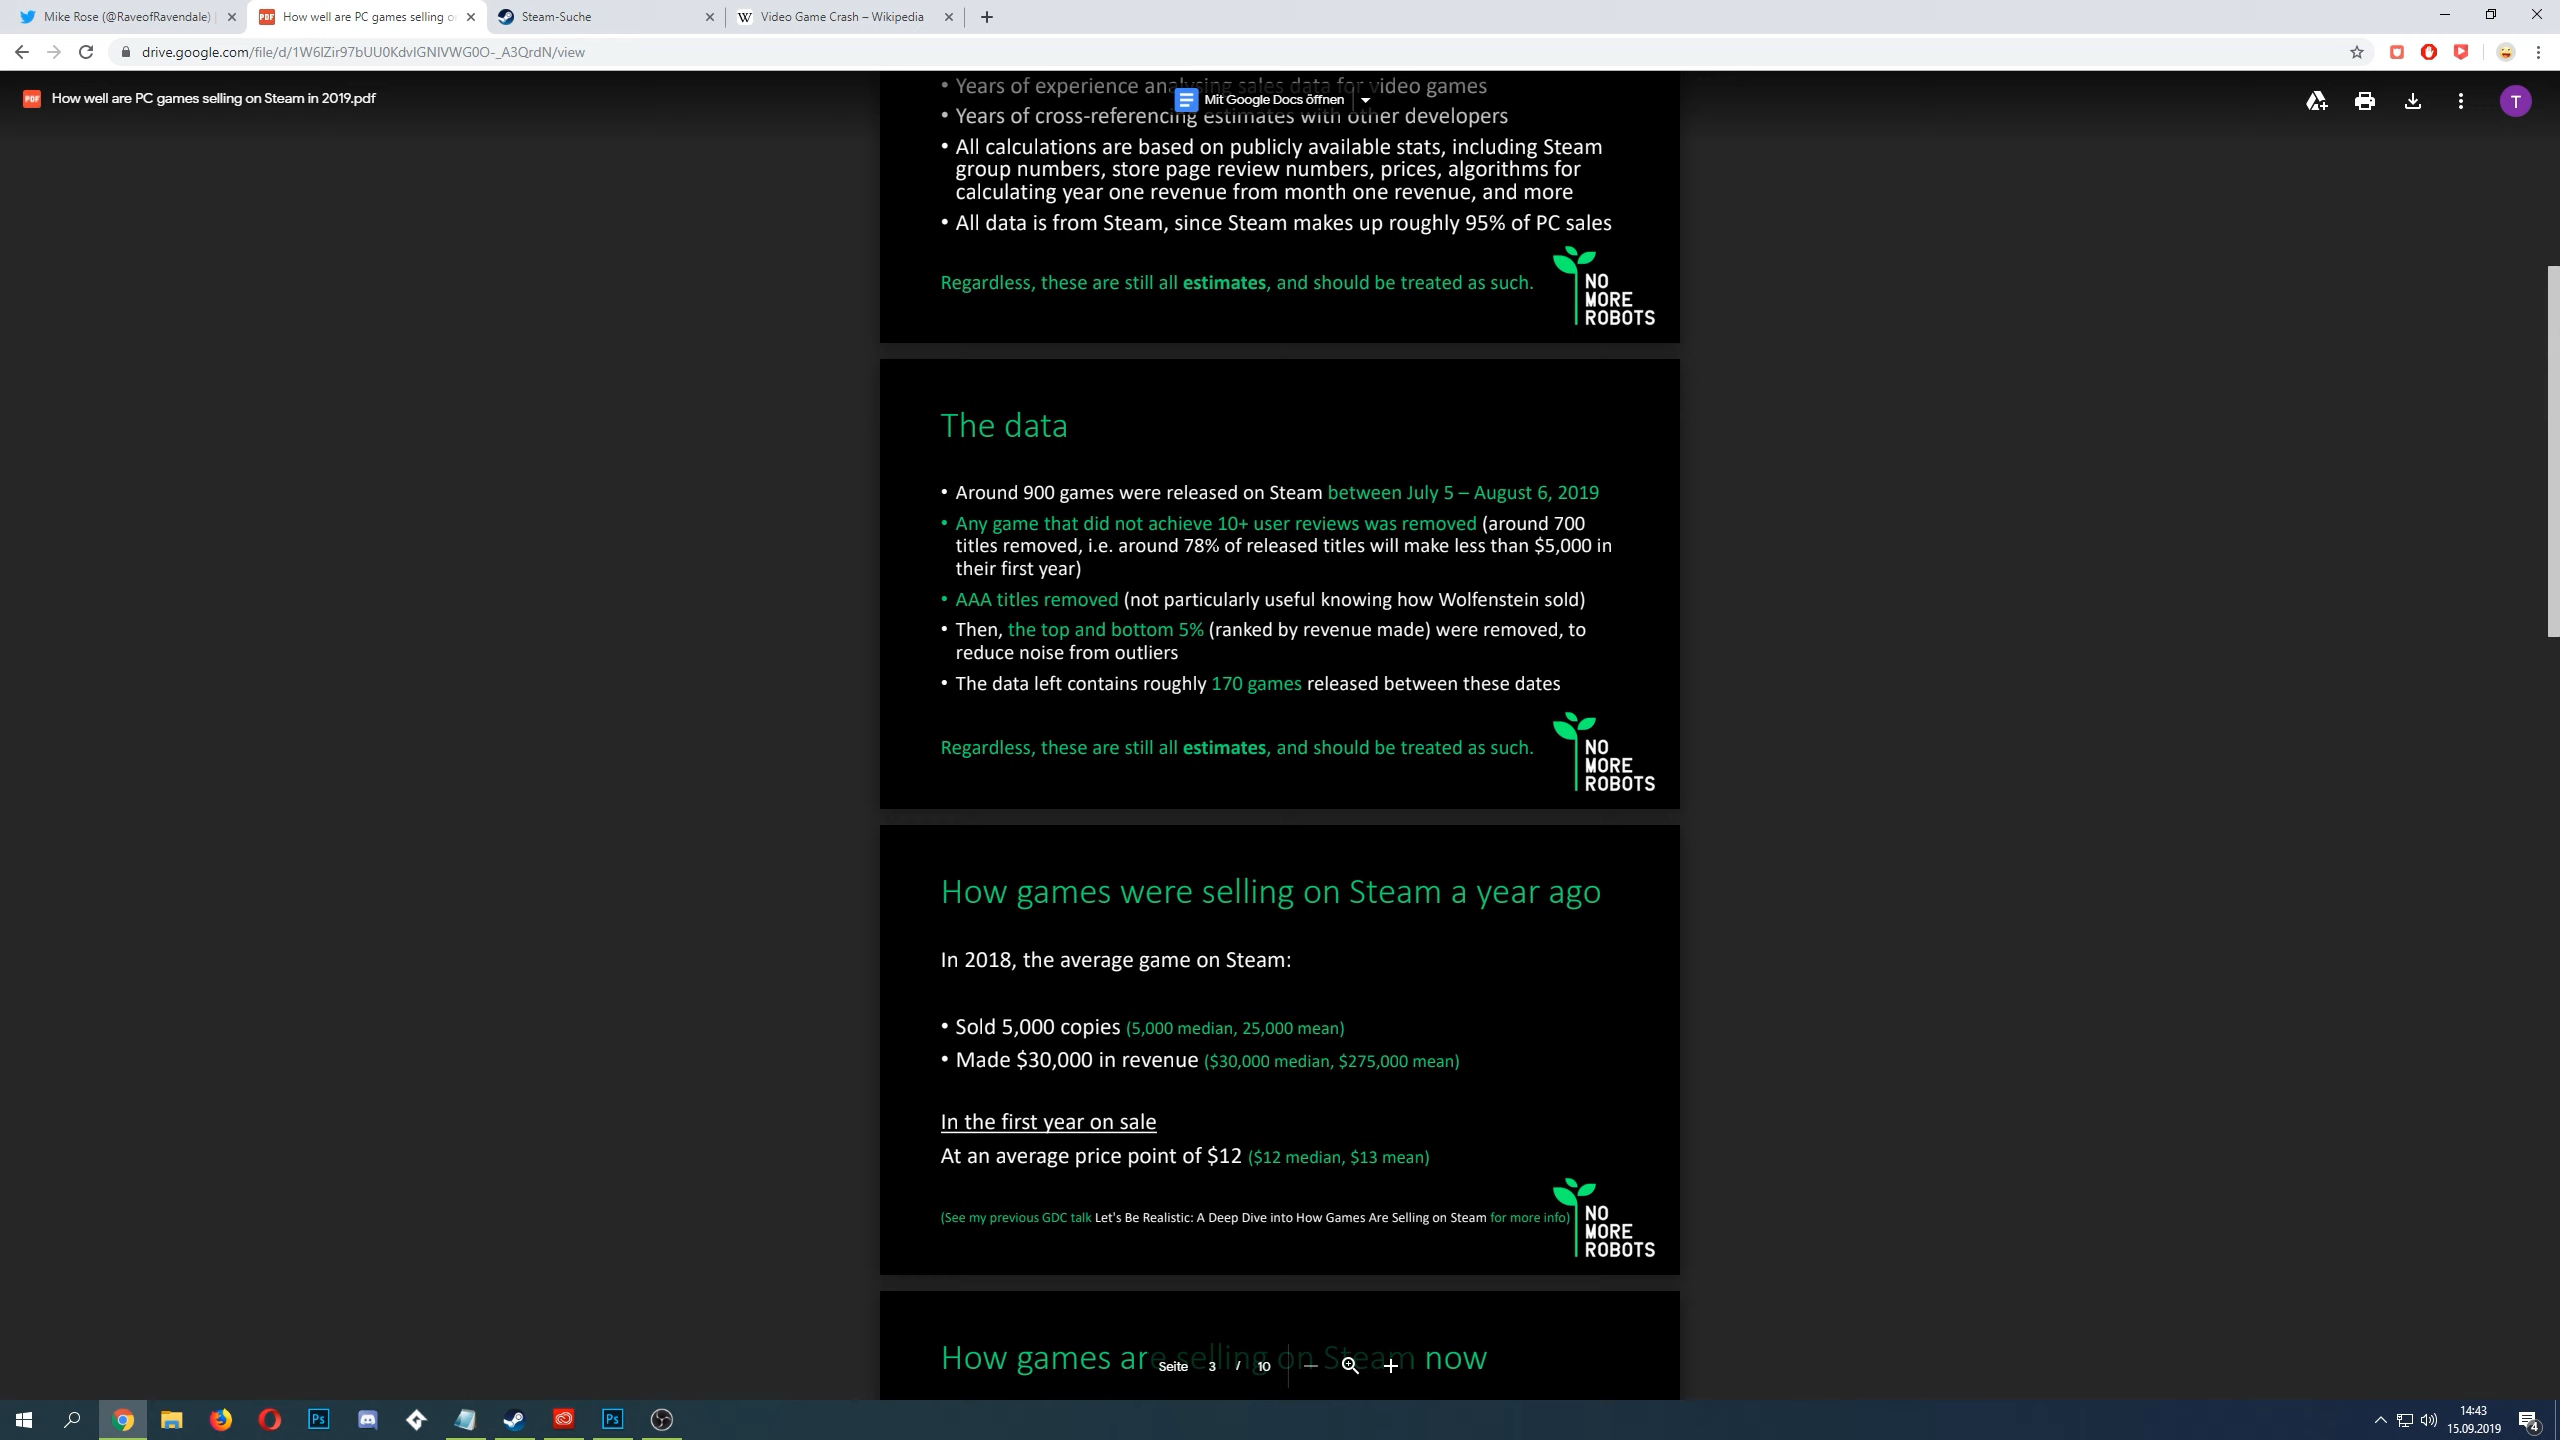 Mike Rose (@RaveofRavendale) |
How well are PC games selling o
Steam-Suche
Video Game Crash – Wikipedia
drive.google.com/file/d/1W6lZir97bUU0KdvIGNIVWG0O-_A3QrdN/view
How well are PC games selling on Steam in 2019.pdf
Mit Google Docs öffnen
T
• Years of experience analysing sales data for video games
• Years of cross-referencing estimates with other developers
• All calculations are based on publicly available stats, including Steam
group numbers, store page review numbers, prices, algorithms for
calculating year one revenue from month one revenue, and more
• All data is from Steam, since Steam makes up roughly 95% of PC sales
Regardless, these are still all estimates, and should be treated as such.
NO
MORE
ROBOTS
The data
• Around 900 games were released on Steam between July 5 – August 6, 2019
• Any game that did not achieve 10+ user reviews was removed (around 700
titles removed, i.e. around 78% of released titles will make less than $5,000 in
their first year)
• AAA titles removed (not particularly useful knowing how Wolfenstein sold)
• Then, the top and bottom 5% (ranked by revenue made) were removed, to
reduce noise from outliers
• The data left contains roughly 170 games released between these dates
Regardless, these are still all estimates, and should be treated as such.
NO
MORE
ROBOTS
How games were selling on Steam a year ago
In 2018, the average game on Steam:
• Sold 5,000 copies (5,000 median, 25,000 mean)
• Made $30,000 in revenue ($30,000 median, $275,000 mean)
In the first year on sale
At an average price point of $12 ($12 median, $13 mean)
(See my previous GDC talk Let's Be Realistic: A Deep Dive into How Games Are Selling on Steam for more info)
NO
MORE
ROBOTS
How games are selling on Steam now
Seite 3 / 10
14:43
15.09.2019
4